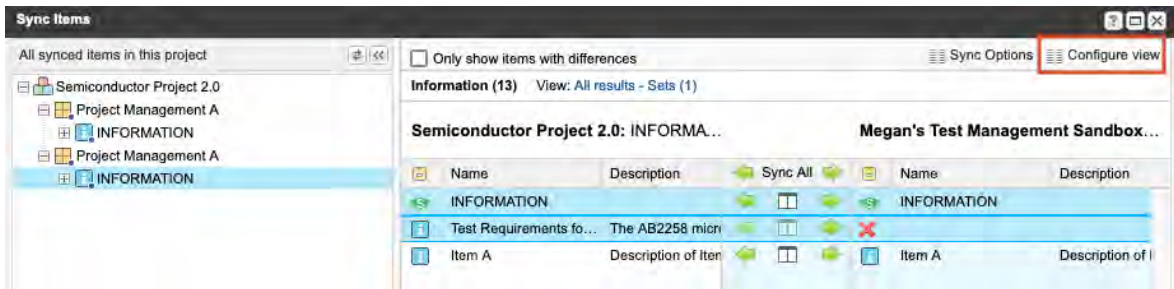 Sync Items
All synced items in this project
Semiconductor Project 2.0
Project Management A
INFORMATION
Project Management A
INFORMATION
Only show items with differences
Sync Options
Configure view
Information (13) View: All results - Sets (1)
Semiconductor Project 2.0: INFORMA...
Megan's Test Management Sandbox...
Name Description Sync All Name Description
INFORMATION INFORMATION
Test Requirements fo... The AB2258 micr
Item A Description of Iten Item A Description of I